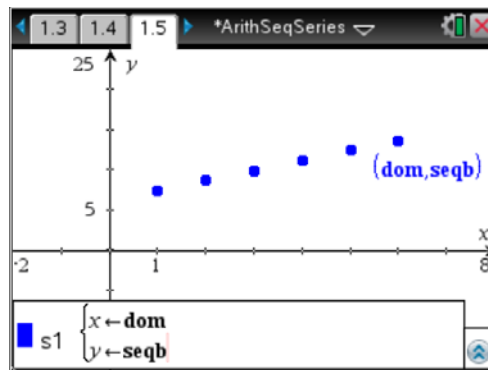 1.3 1.4 1.5 *ArithSeqSeries
25 y
(dom,seqb)
5
x
-2 1 8
s1 {x←dom
y←seqb